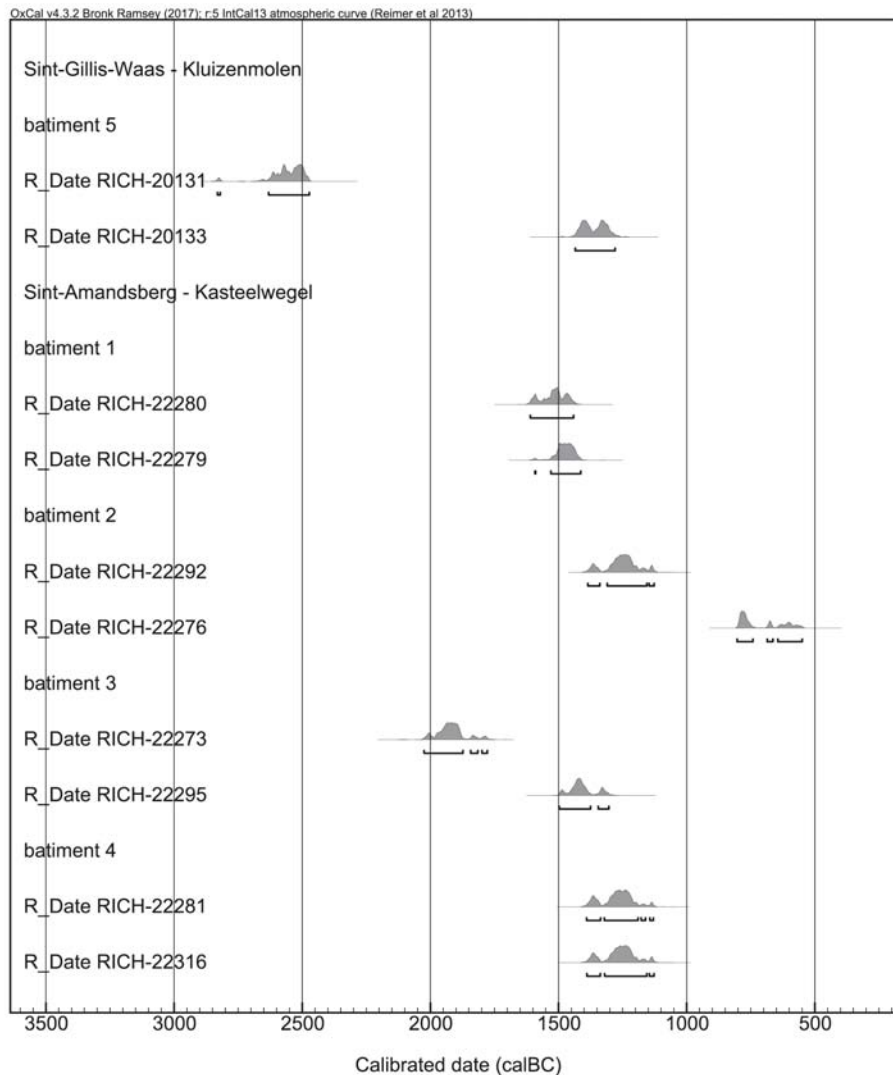 OxCal v4.3.2 Bronk Ramsey (2017); r:5 IntCal13 atmospheric curve (Reimer et al 2013)
Sint-Gillis-Waas - Kluizenmolen
batiment 5
R_Date RICH-20131
R_Date RICH-20133
Sint-Amandsberg - Kasteelwegel
batiment 1
R_Date RICH-22280
R_Date RICH-22279
batiment 2
R_Date RICH-22292
R_Date RICH-22276
batiment 3
R_Date RICH-22273
R_Date RICH-22295
batiment 4
R_Date RICH-22281
R_Date RICH-22316
3500 3000 2500 2000 1500 1000 500
Calibrated date (calBC)